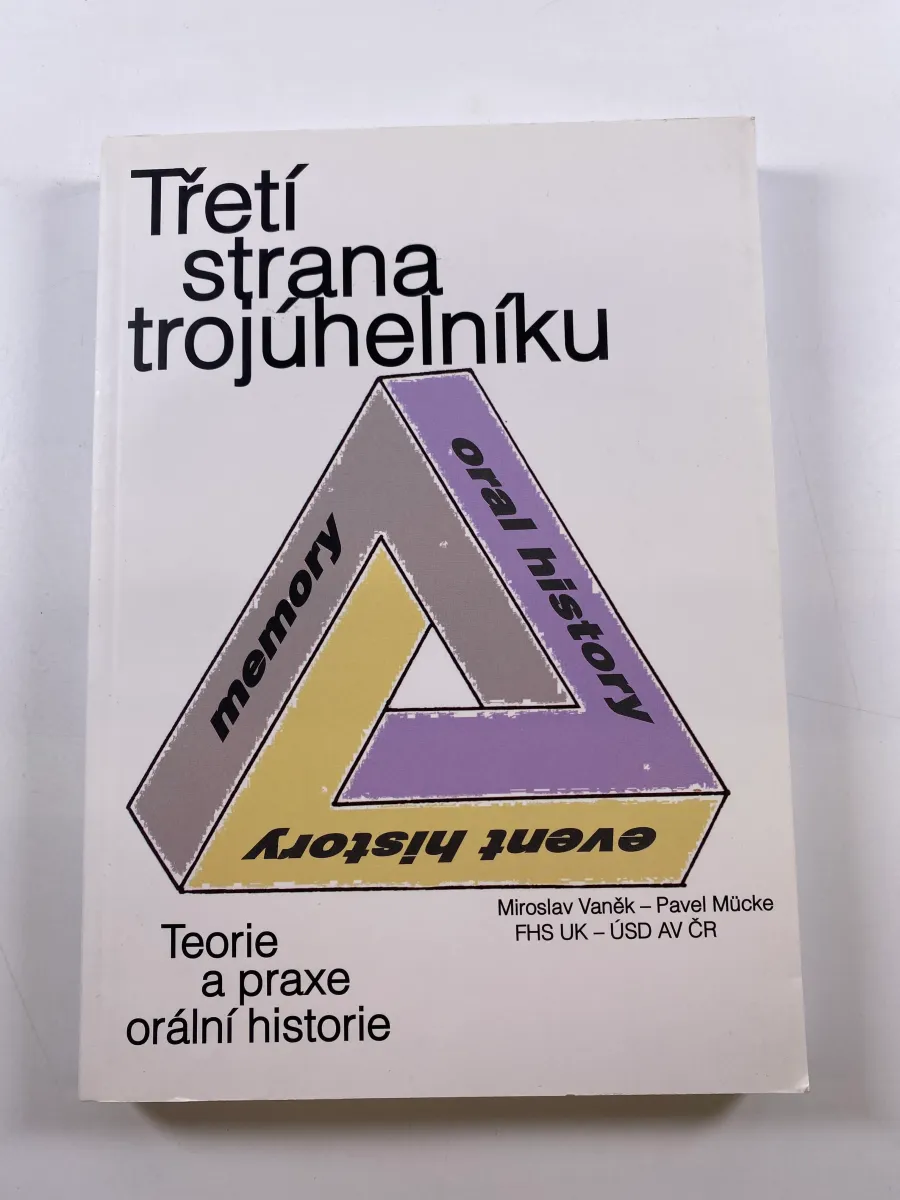 Třetí
strana
trojúhelníku
oral history
memory
event history
Miroslav Vaněk – Pavel Mücke
FHS UK – ÚSD AV ČR
Teorie
a praxe
orální historie